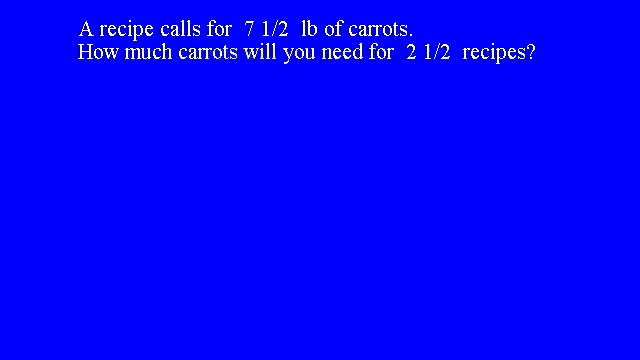 A recipe calls for 7 1/2 lb of carrots.
How much carrots will you need for 2 1/2 recipes?